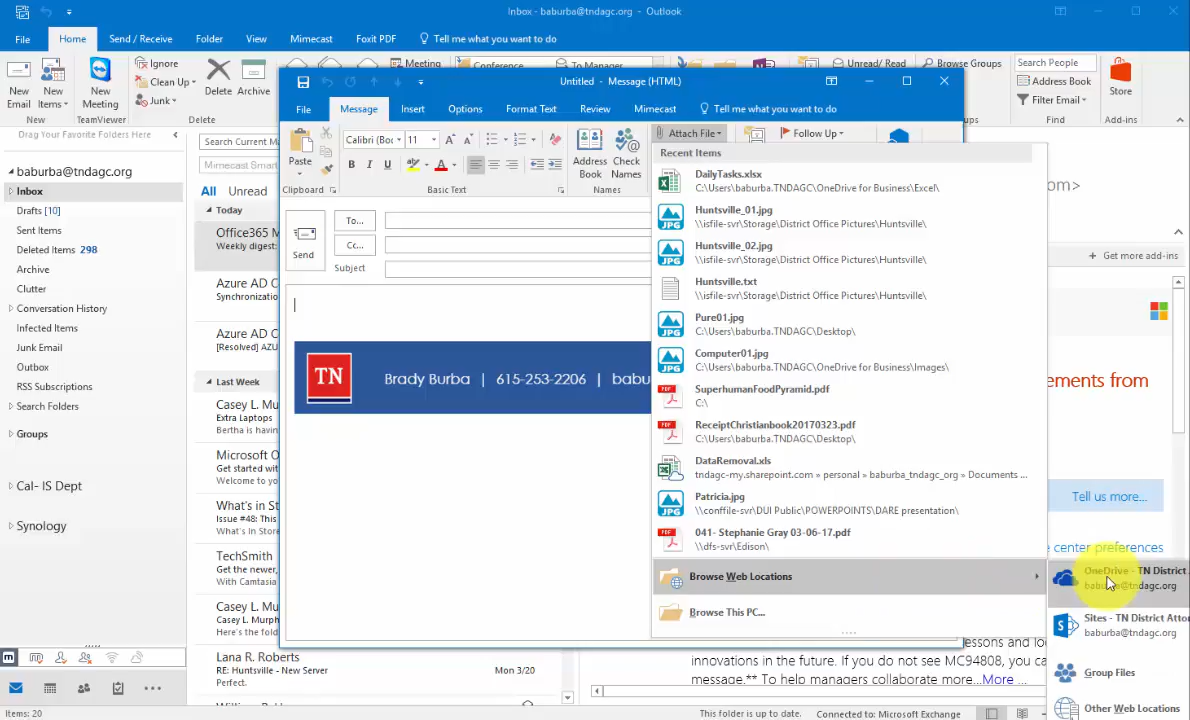 Inbox - baburba@tndagc.org - Outlook
File Home Send / Receive Folder View Mimecast Foxit PDF Tell me what you want to do
New Email
New Items
New Meeting
TeamViewer
Ignore
Clean Up
Junk
Delete
Archive
New
Delete
Meeting
Conference
To Manager
Unread/ Read
Browse Groups
Search People
Address Book
Filter Email
Store
Add-ins
Drag Your Favorite Folders Here
baburba@tndagc.org
Inbox
Drafts [10]
Sent Items
Deleted Items 298
Archive
Clutter
Conversation History
Infected Items
Junk Email
Outbox
RSS Subscriptions
Search Folders
Groups
Cal- IS Dept
Synology
Items: 20
Search Current Ma
Mimecast Smart
All Unread
Today
Office365 M
Weekly digest:
Azure AD C
Synchronization
Azure AD C
[Resolved] AZU
Last Week
Casey L. Mu
Extra Laptops
Bertha is having
Microsoft O
Get started with
Welcome to you
What's in St
Issue #48: This
What's In Store
TechSmith
Get the newer,
With Camtasia
Casey L. Murph
Casey L. Mu
Lana R. Roberts
RE: Huntsville - New Server Mon 3/20
Perfect.
Untitled - Message (HTML)
File Message Insert Options Format Text Review Mimecast Tell me what you want to do
Paste
Clipboard
Calibri (Bo 11
B I U
Basic Text
Address Book
Check Names
Names
Attach File
Follow Up
Send
To...
Cc...
Subject
TN Brady Burba | 615-253-2206 | babu
Recent Items
DailyTasks.xlsx
C:\Users\baburba.TNDAGC\OneDrive for Business\Excel\
Huntsville_01.jpg
\\isfile-svr\Storage\District Office Pictures\Huntsville\
Huntsville_02.jpg
\\isfile-svr\Storage\District Office Pictures\Huntsville\
Huntsville.txt
\\isfile-svr\Storage\District Office Pictures\Huntsville\
Pure01.jpg
C:\Users\baburba.TNDAGC\Desktop\
Computer01.jpg
C:\Users\baburba.TNDAGC\OneDrive for Business\Images\
SuperhumanFoodPyramid.pdf
C:\
ReceiptChristianbook20170323.pdf
C:\Users\baburba.TNDAGC\Desktop\
DataRemoval.xls
tndagc-my.sharepoint.com » personal » baburba_tndagc_org » Documents ...
Patricia.jpg
\\conffile-svr\DUI Public\POWERPOINTS\DARE presentation\
041- Stephanie Gray 03-06-17.pdf
\\dfs-svr\Edison\
Browse Web Locations
Browse This PC...
OneDrive - TN District
baburba@tndagc.org
Sites - TN District Attor
baburba@tndagc.org
Group Files
Other Web Locations
om>
Get more add-ins
ements from
Tell us more...
e center preferences
essons and lo
innovations in the future. If you do not see MC94808, you ca
message.** To help managers collaborate more...More ...
This folder is up to date. Connected to: Microsoft Exchange